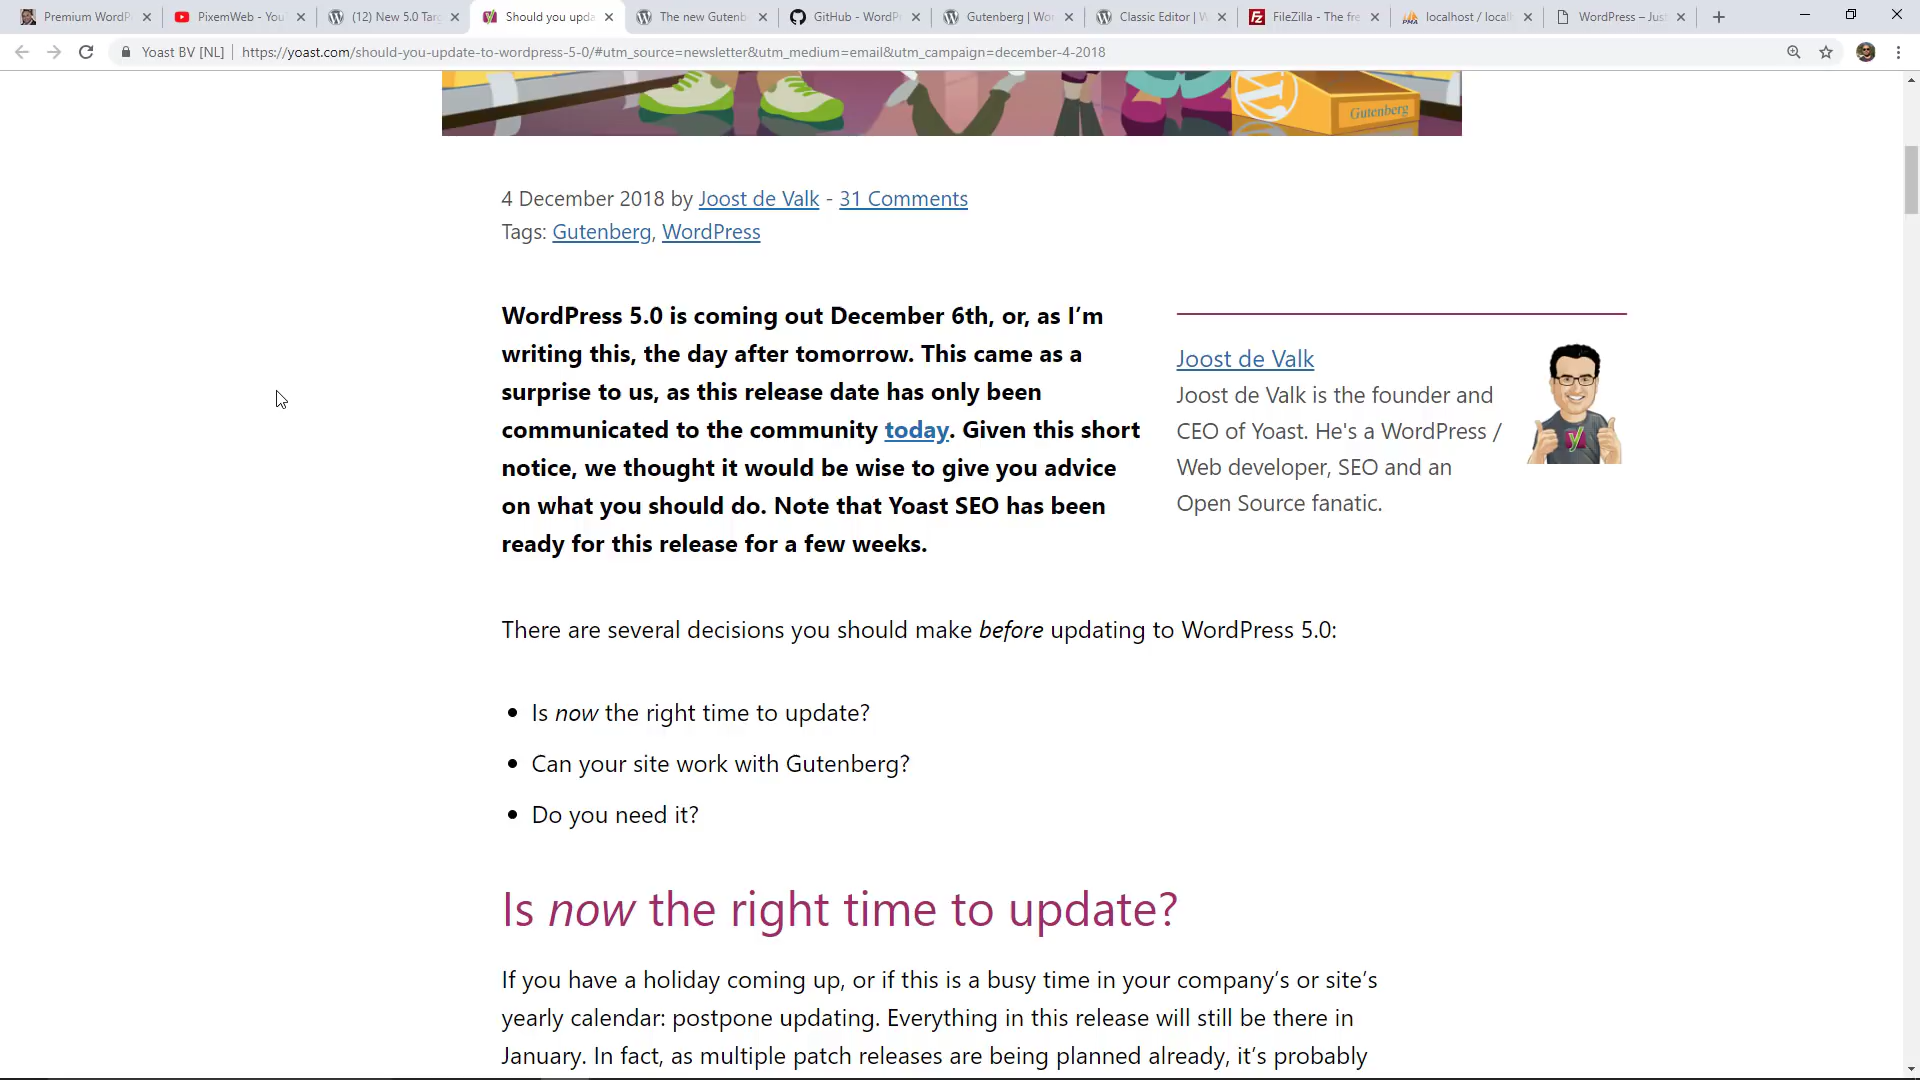 Premium WordP
PixemWeb - You
(12) New 5.0 Targ
Should you upda
The new Gutenb
GitHub - WordPr
Gutenberg | Wor
Classic Editor | W
FileZilla - The fre
localhost / locall
WordPress – Just
Yoast BV [NL] | https://yoast.com/should-you-update-to-wordpress-5-0/#utm_source=newsletter&utm_medium=email&utm_campaign=december-4-2018
Gutenberg
4 December 2018 by Joost de Valk - 31 Comments
Tags: Gutenberg, WordPress
WordPress 5.0 is coming out December 6th, or, as I’m
writing this, the day after tomorrow. This came as a
surprise to us, as this release date has only been
communicated to the community today. Given this short
notice, we thought it would be wise to give you advice
on what you should do. Note that Yoast SEO has been
ready for this release for a few weeks.
Joost de Valk
Joost de Valk is the founder and
CEO of Yoast. He's a WordPress /
Web developer, SEO and an
Open Source fanatic.
There are several decisions you should make before updating to WordPress 5.0:
• Is now the right time to update?
• Can your site work with Gutenberg?
• Do you need it?
Is now the right time to update?
If you have a holiday coming up, or if this is a busy time in your company’s or site’s
yearly calendar: postpone updating. Everything in this release will still be there in
January. In fact, as multiple patch releases are being planned already, it’s probably